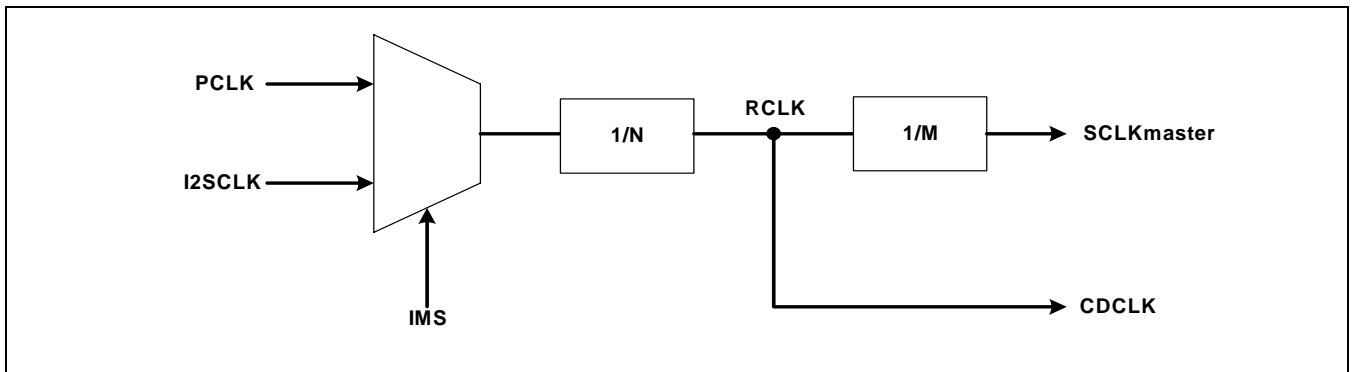 PCLK
I2SCLK
IMS
1/N
RCLK
1/M
SCLKmaster
CDCLK